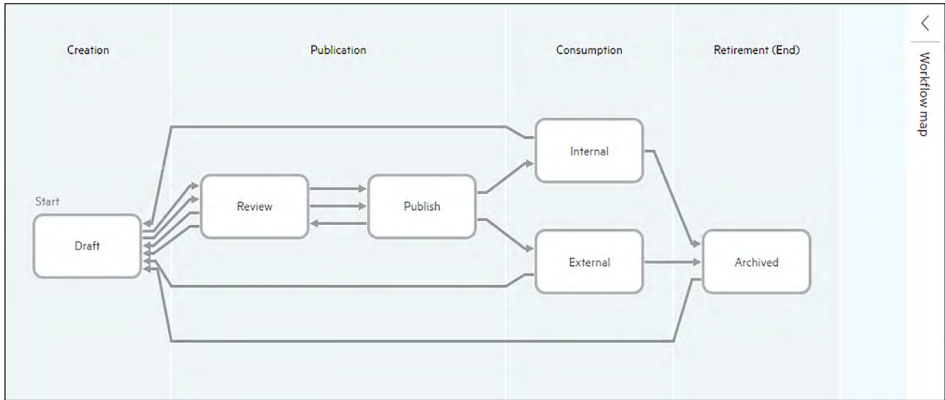 Creation
Publication
Consumption
Retirement (End)
Workflow map
Internal
Start
Review
Publish
Draft
External
Archived